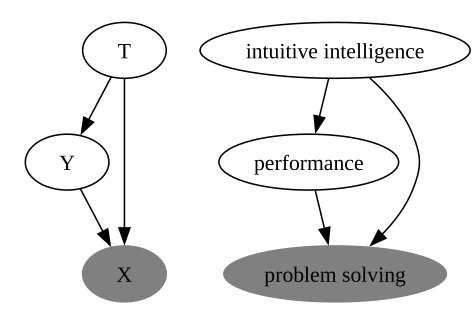 T
intuitive intelligence
Y
performance
X
problem solving